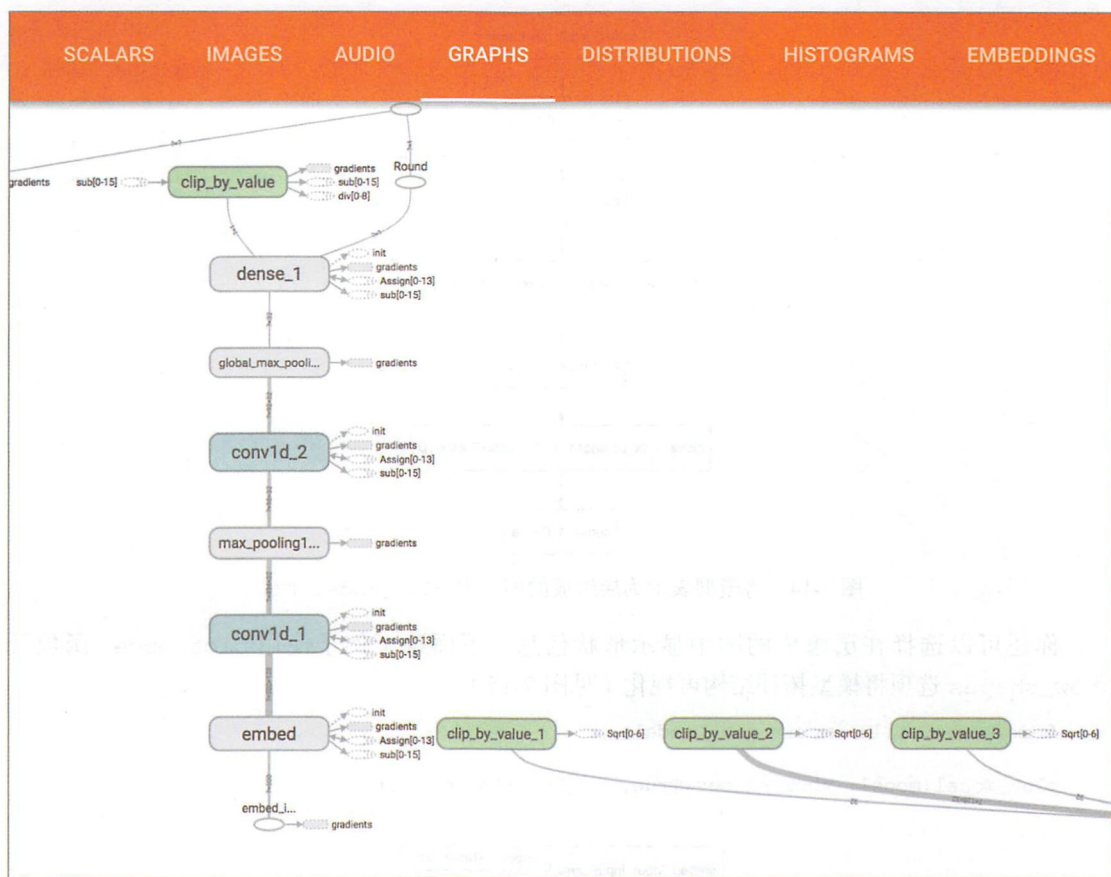 SCALARS IMAGES AUDIO GRAPHS DISTRIBUTIONS HISTOGRAMS EMBEDDINGS
Round
gradients sub[0-15] clip_by_value gradients
sub[0-15]
div[0-8]
dense_1 init
gradients
Assign[0-13]
sub[0-15]
global_max_pooli... gradients
conv1d_2 init
gradients
Assign[0-13]
sub[0-15]
max_pooling1... gradients
conv1d_1 init
gradients
Assign[0-13]
sub[0-15]
embed init
gradients
Assign[0-13]
sub[0-15]
clip_by_value_1 Sqrt[0-6] clip_by_value_2 Sqrt[0-6] clip_by_value_3 Sqrt[0-6]
embed_i...
gradients